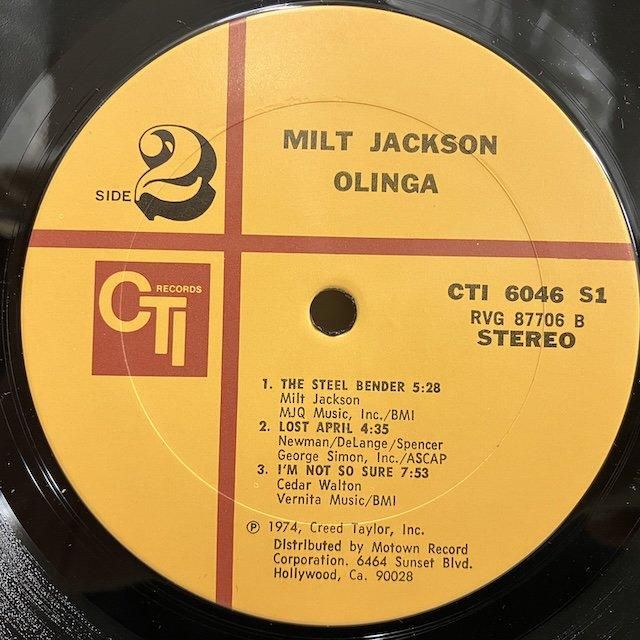 MILT JACKSON
OLINGA
SIDE 2
CTI RECORDS
CTI 6046 S1
RVG 87706 B
STEREO
1. THE STEEL BENDER 5:28
Milt Jackson
MJQ Music, Inc./BMI
2. LOST APRIL 4:35
Newman/DeLange/Spencer
George Simon, Inc./ASCAP
3. I'M NOT SO SURE 7:53
Cedar Walton
Vernita Music/BMI
℗ 1974, Creed Taylor, Inc.
Distributed by Motown Record
Corporation. 6464 Sunset Blvd.
Hollywood, Ca. 90028